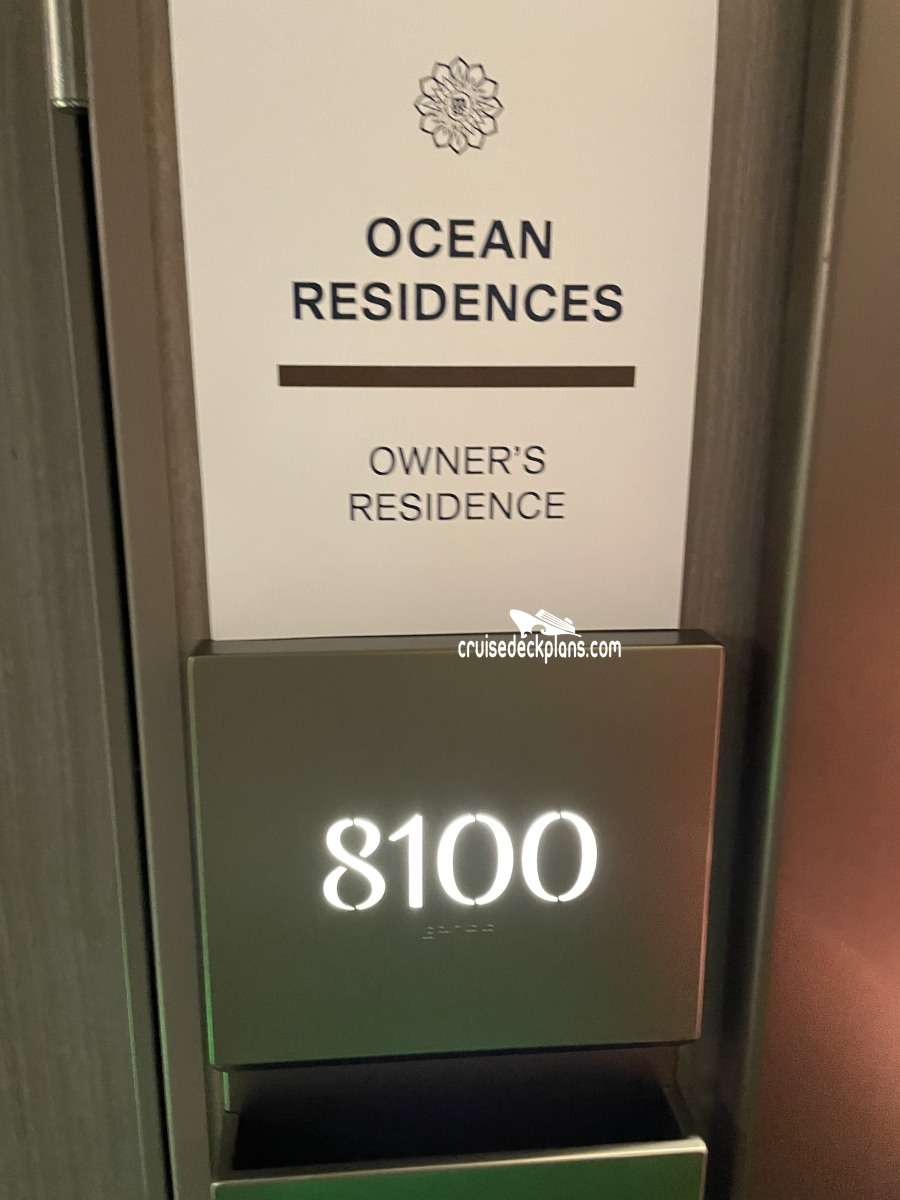 OCEAN
RESIDENCES
OWNER'S
RESIDENCE
cruisedeckplans.com
8100